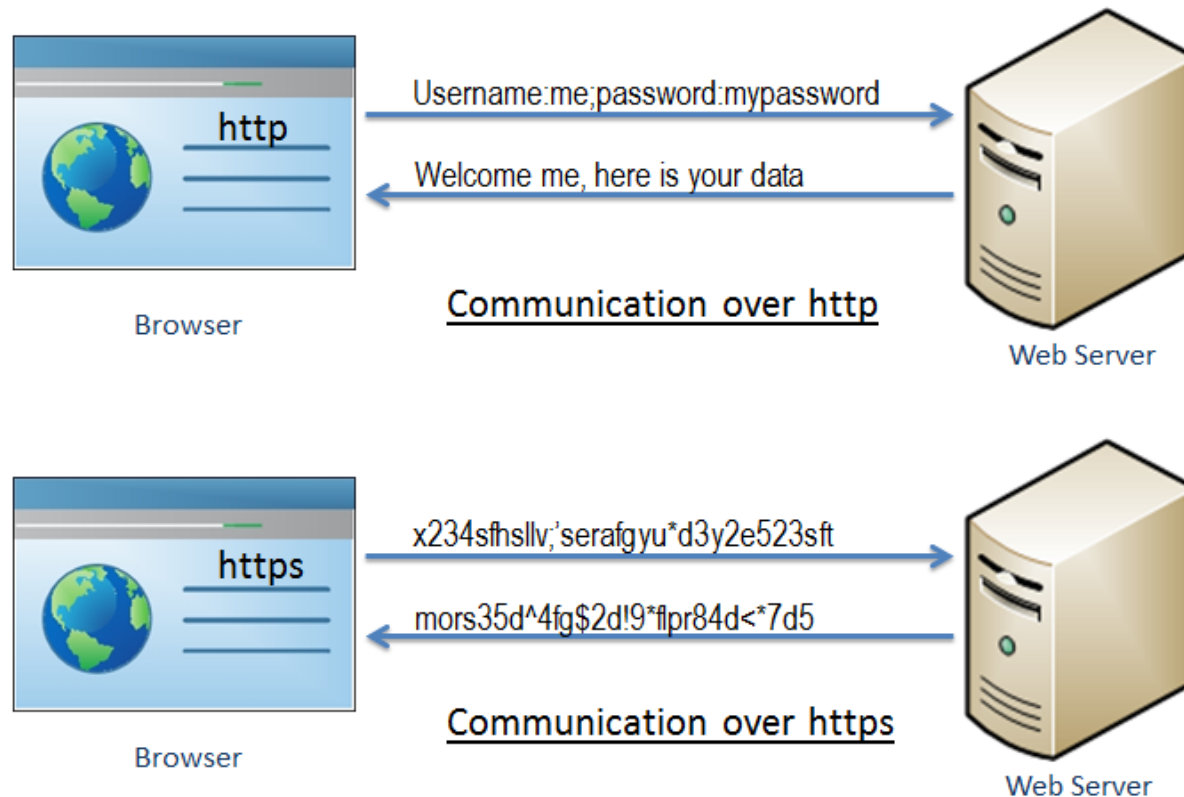 http
Username:me;password:mypassword
Welcome me, here is your data
Communication over http
Browser
Web Server
https
x234sfhsllv;’serafgyu*d3y2e523sft
mors35d^4fg$2d!9*flpr84d<*7d5
Communication over https
Browser
Web Server